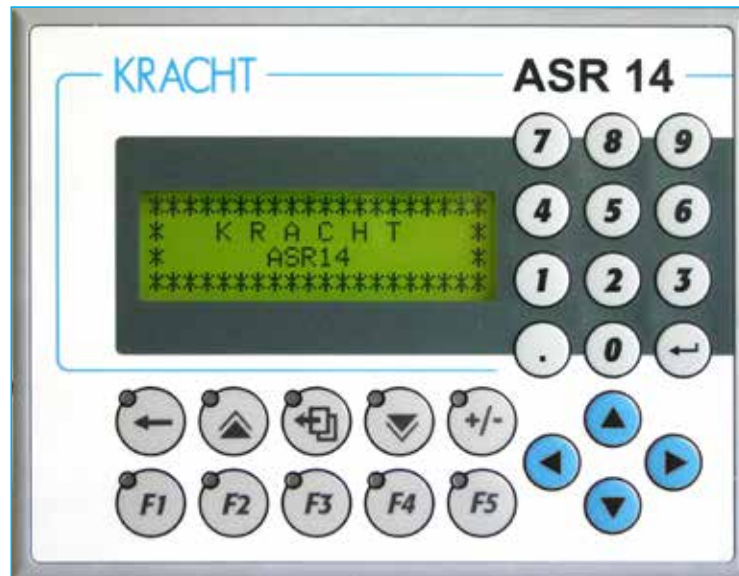 KRACHT
ASR 14
********************
* K R A C H T *
* ASR14 *
********************
7 8 9
4 5 6
1 2 3
. 0
+/-
F1 F2 F3 F4 F5